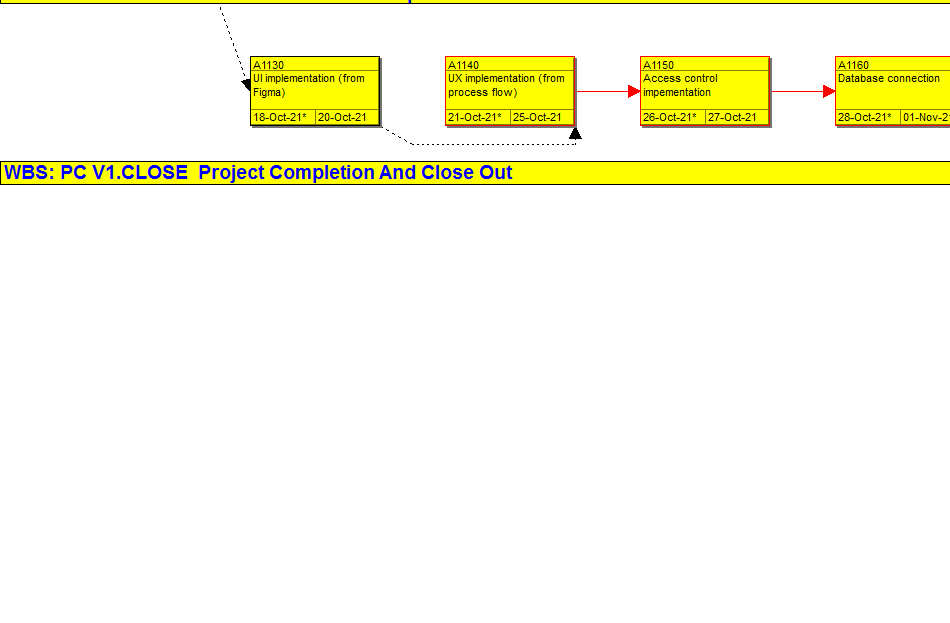 A1130
UI implementation (from
Figma)
18-Oct-21* 20-Oct-21
A1140
UX implementation (from
process flow)
21-Oct-21* 25-Oct-21
A1150
Access control
impementation
26-Oct-21* 27-Oct-21
A1160
Database connection
28-Oct-21* 01-Nov-2
WBS: PC V1.CLOSE Project Completion And Close Out